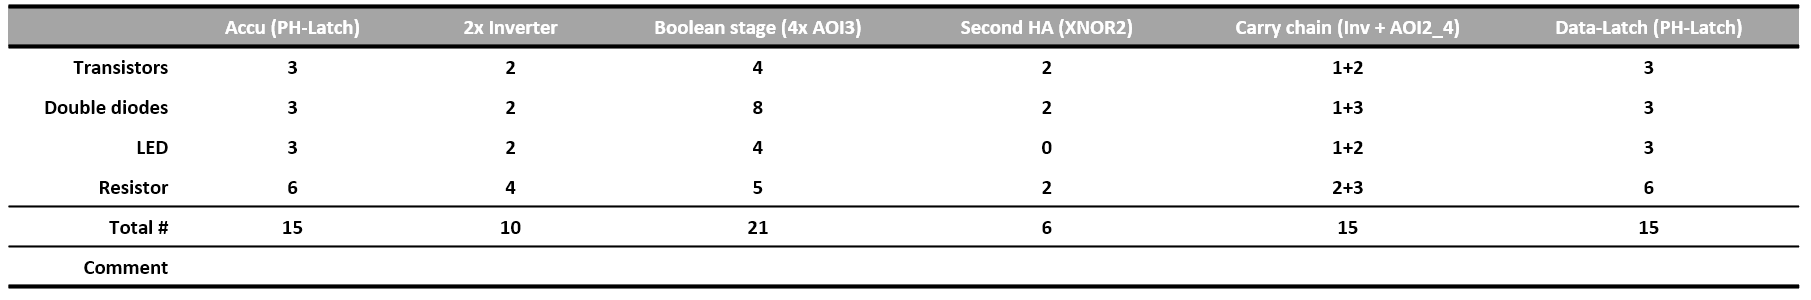 Accu (PH-Latch) 2x Inverter Boolean stage (4x AOI3) Second HA (XNOR2) Carry chain (Inv + AOI2_4) Data-Latch (PH-Latch)
Transistors 3 2 4 2 1+2 3
Double diodes 3 2 8 2 1+3 3
LED 3 2 4 0 1+2 3
Resistor 6 4 5 2 2+3 6
Total # 15 10 21 6 15 15
Comment